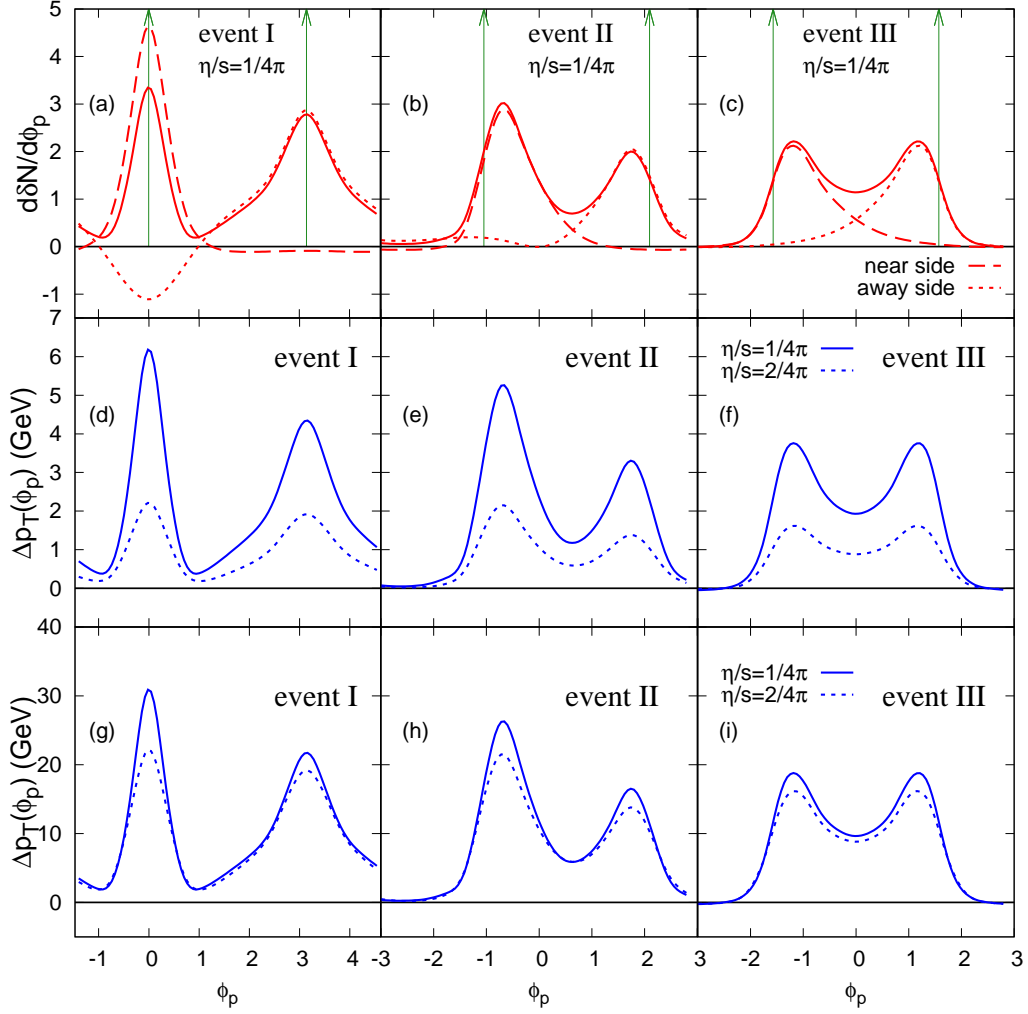 5
4
3
2
1
0
-1
7
dδN/dϕp
event I
η/s=1/4π
(a)
event II
η/s=1/4π
(b)
event III
η/s=1/4π
(c)
near side
away side
6
5
4
3
2
1
0
40
ΔpT(ϕp) (GeV)
event I
(d)
event II
(e)
η/s=1/4π
η/s=2/4π
event III
(f)
30
20
10
0
ΔpT(ϕp) (GeV)
event I
(g)
event II
(h)
η/s=1/4π
η/s=2/4π
event III
(i)
-1 0 1 2 3 4 -3 -2 -1 0 1 2 -3 -2 -1 0 1 2 3
ϕp ϕp ϕp